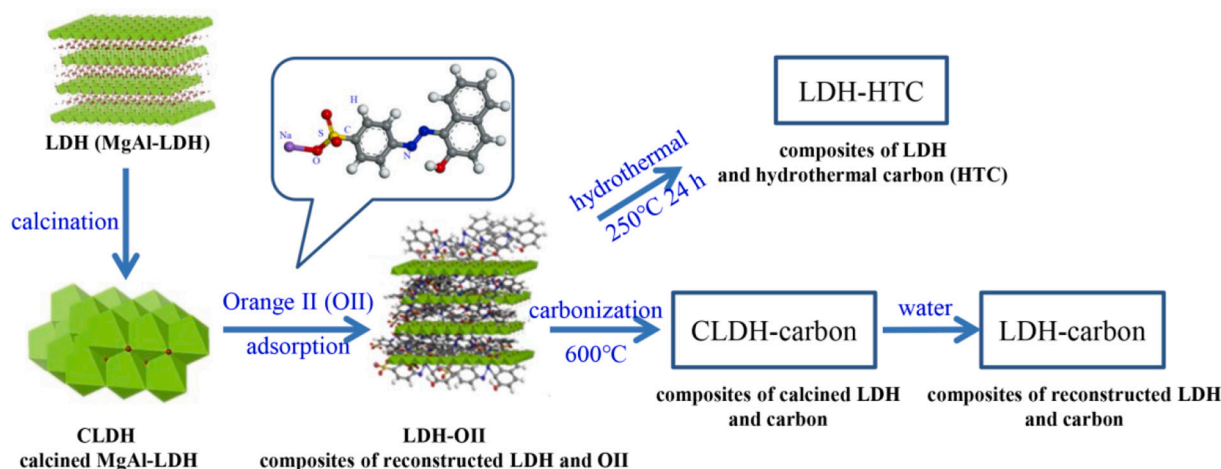 LDH (MgAl-LDH)
calcination
CLDH
calcined MgAl-LDH
Orange II (OII)
adsorption
H
Na
S
C
O
N
LDH-OII
composites of reconstructed LDH and OII
hydrothermal
250℃ 24 h
LDH-HTC
composites of LDH
and hydrothermal carbon (HTC)
carbonization
600℃
CLDH-carbon
composites of calcined LDH
and carbon
water
LDH-carbon
composites of reconstructed LDH
and carbon